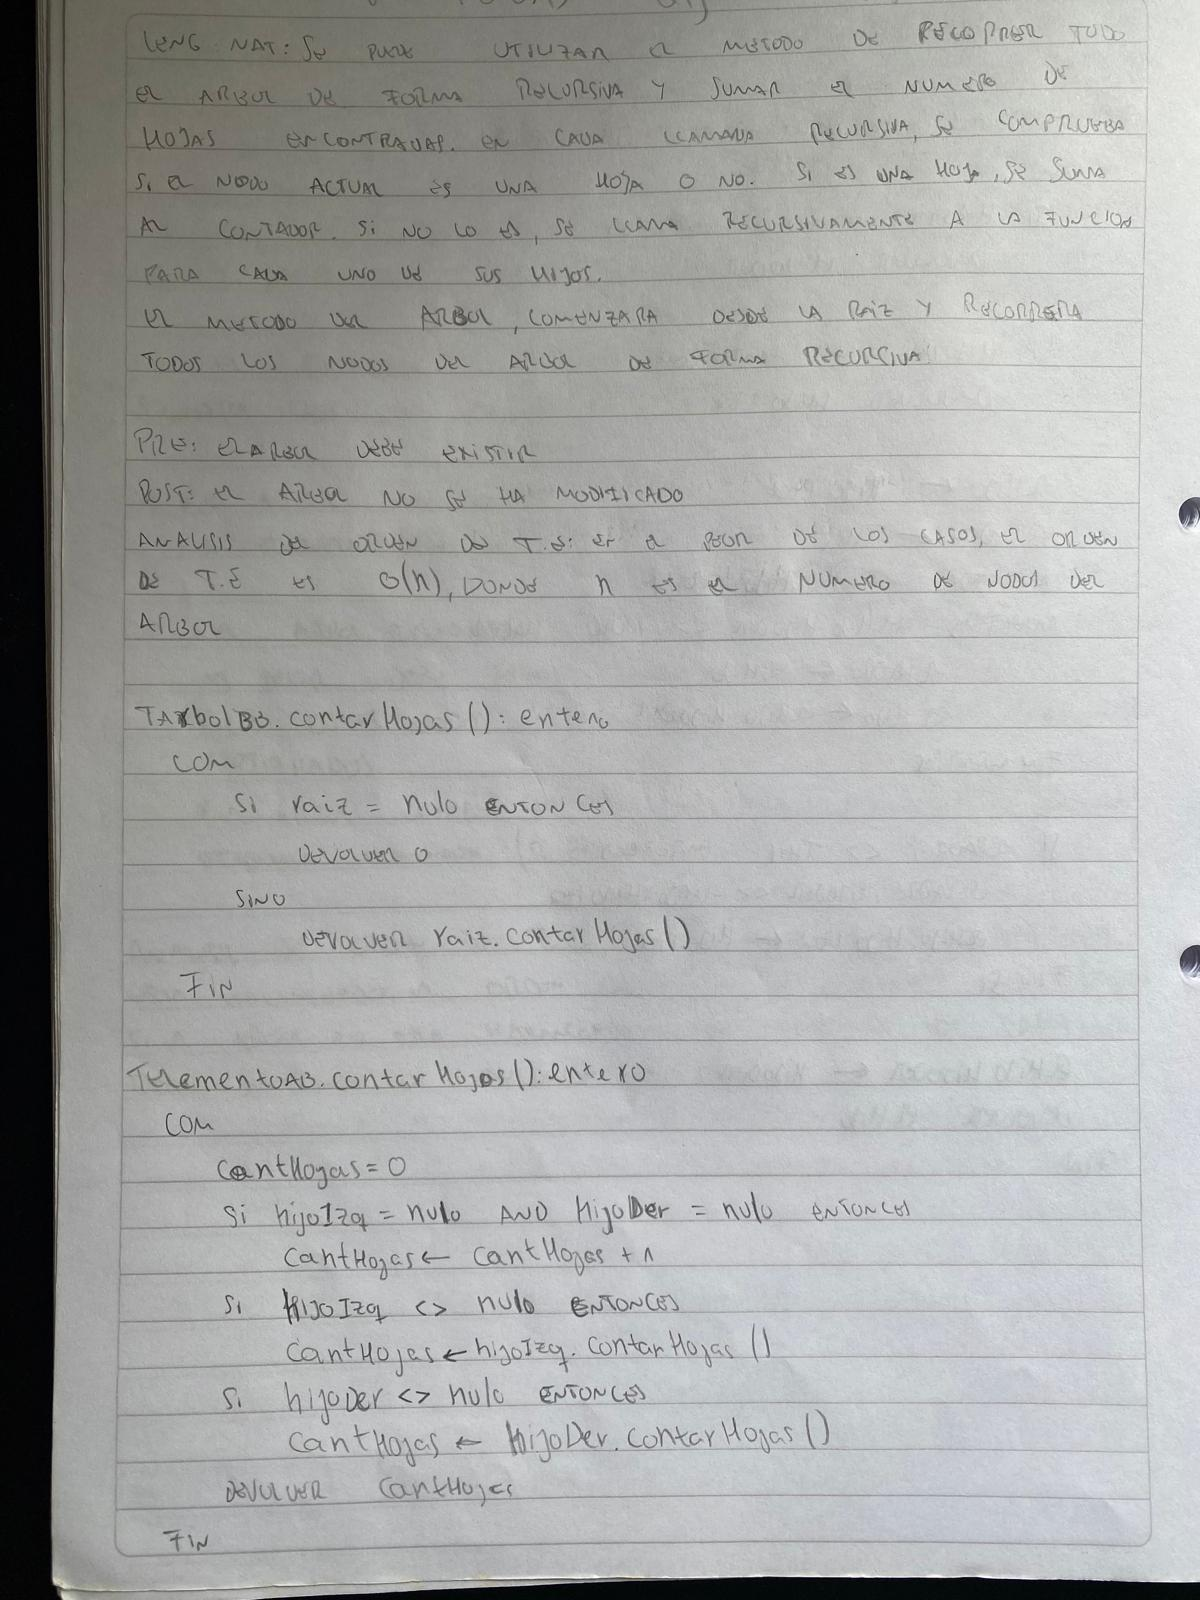 LENG NAT: SE PUDE UTILIZAR EL METODO DE RECORRER TODO
EL ARBOL DE FORMA RECURSIVA Y SUMAR EL NUMERO DE
HOJAS ENCONTRADAS. EN CADA LLAMADA RECURSIVA, SE COMPRUEBA
SI EL NODO ACTUAL ES UNA HOJA O NO. SI ES UNA HOJA, SE SUMA
AL CONTADOR. SI NO LO ES, SE LLAMA RECURSIVAMENTE A LA FUNCION
PARA CADA UNO DE SUS HIJOS.
EL METODO DEL ARBOL, COMENZARA DESDE LA RAIZ Y RECORRERA
TODOS LOS NODOS DEL ARBOL DE FORMA RECURSIVA.
PRE: EL ARBOL DEBE EXISTIR
POST: EL ARBOL NO SE HA MODIFICADO
ANALISIS DEL ORDEN DE T.E: EN EL PEOR DE LOS CASOS, EL ORDEN
DE T.E ES O(n), DONDE n ES EL NUMERO DE NODOS DEL
ARBOL
TArbolBB.contarHojas(): entero
COM
SI raiz = nulo ENTONCES
DEVOLVER 0
SINO
DEVOLVER raiz.contarHojas()
FIN
TElementoAB.contarHojas(): entero
COM
cantHojas = 0
Si hijoIzq = nulo AND HijoDer = nulo ENTONCES
cantHojas ← cantHojas + 1
Si HijoIzq <> nulo ENTONCES
cantHojas ← hijoIzq.contarHojas()
Si hijoDer <> nulo ENTONCES
cantHojas ← HijoDer.contarHojas()
DEVOLVER cantHojas
FIN